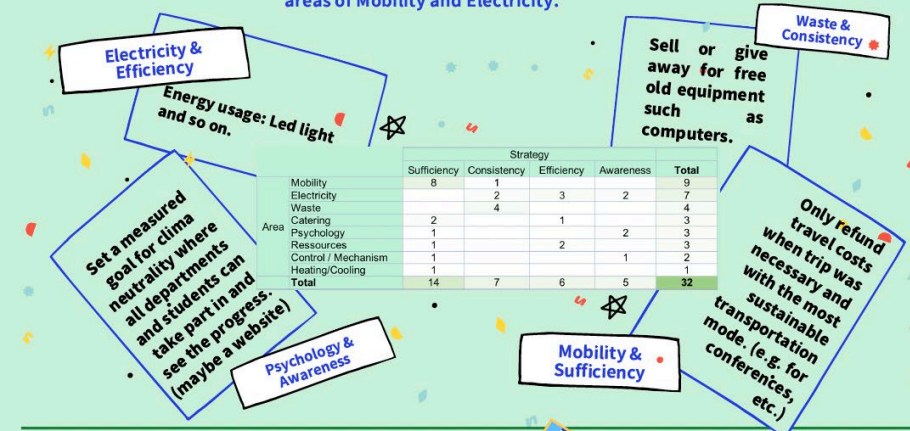 areas of Mobility and Electricity.
Electricity &
Efficiency
Energy usage: Led light
and so on.
Waste &
Consistency
Sell or give
away for free
old equipment
such as
computers.
Strategy
Sufficiency Consistency Efficiency Awareness Total
Mobility 8 1 9
Electricity 2 3 2 7
Waste 4 4
Area
Catering 2 1 3
Psychology 1 2 3
Ressources 1 2 3
Control / Mechanism 1 1 2
Heating/Cooling 1 1
Total 14 7 6 5 32
Set a measured
goal for clima
neutrality where
all departments
and students can
take part in and
see the progress.
(maybe a website)
Psychology &
Awareness
Only refund
travel costs
when trip was
necessary and
with the most
sustainable
transportation
mode. (e.g. for
conferences,
etc.)
Mobility &
Sufficiency